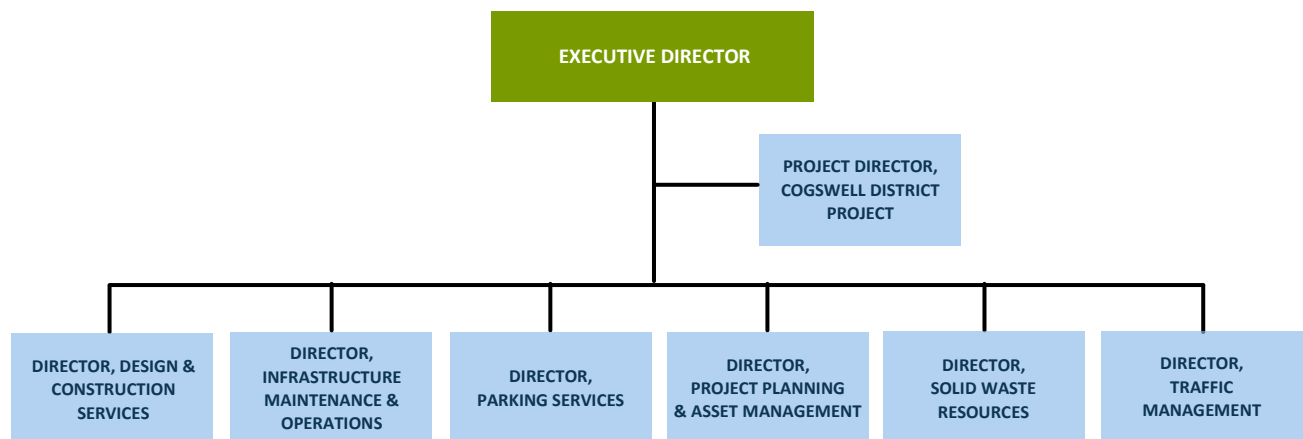 EXECUTIVE DIRECTOR
PROJECT DIRECTOR,
COGSWELL DISTRICT
PROJECT
DIRECTOR, DESIGN &
CONSTRUCTION
SERVICES
DIRECTOR,
INFRASTRUCTURE
MAINTENANCE &
OPERATIONS
DIRECTOR,
PARKING SERVICES
DIRECTOR,
PROJECT PLANNING
& ASSET MANAGEMENT
DIRECTOR,
SOLID WASTE
RESOURCES
DIRECTOR,
TRAFFIC
MANAGEMENT